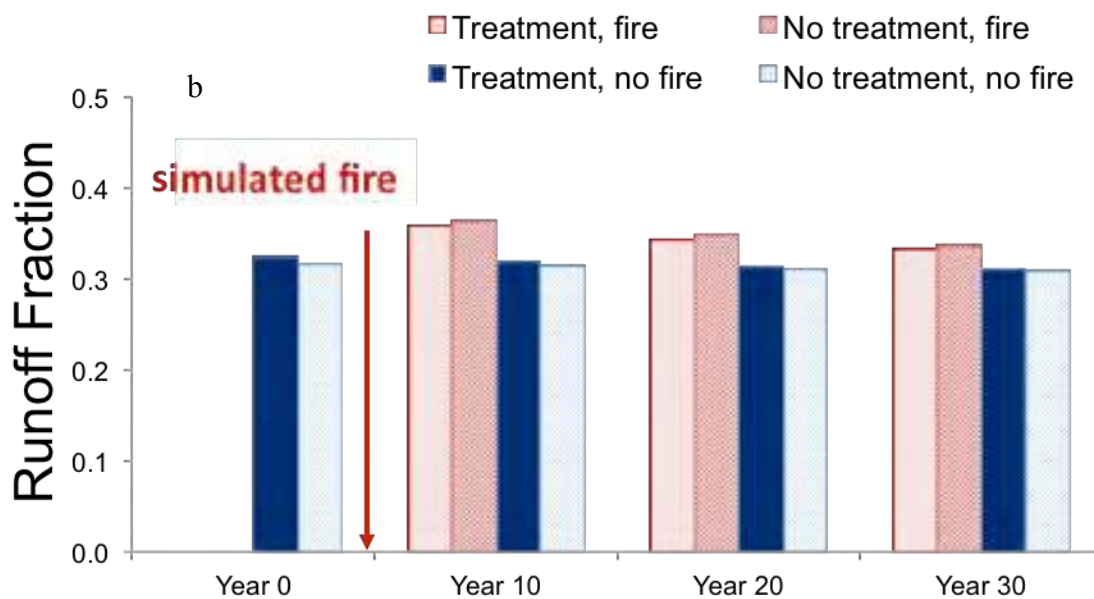 Treatment, fire
No treatment, fire
Treatment, no fire
No treatment, no fire
b
0.5
simulated fire
0.4
0.3
0.2
0.1
0.0
Runoff Fraction
Year 0
Year 10
Year 20
Year 30